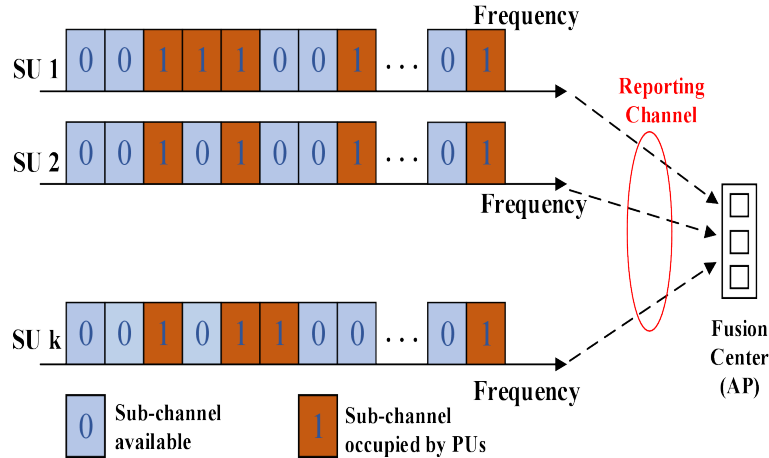 Frequency
SU 1 0 0 1 1 1 0 0 1 ... 0 1
Reporting
Channel
SU 2 0 0 1 0 1 0 0 1 ... 0 1
Frequency
SU k 0 0 1 0 1 1 0 0 ... 0 1
Fusion
Center
(AP)
Frequency
0 Sub-channel
available
1 Sub-channel
occupied by PUs